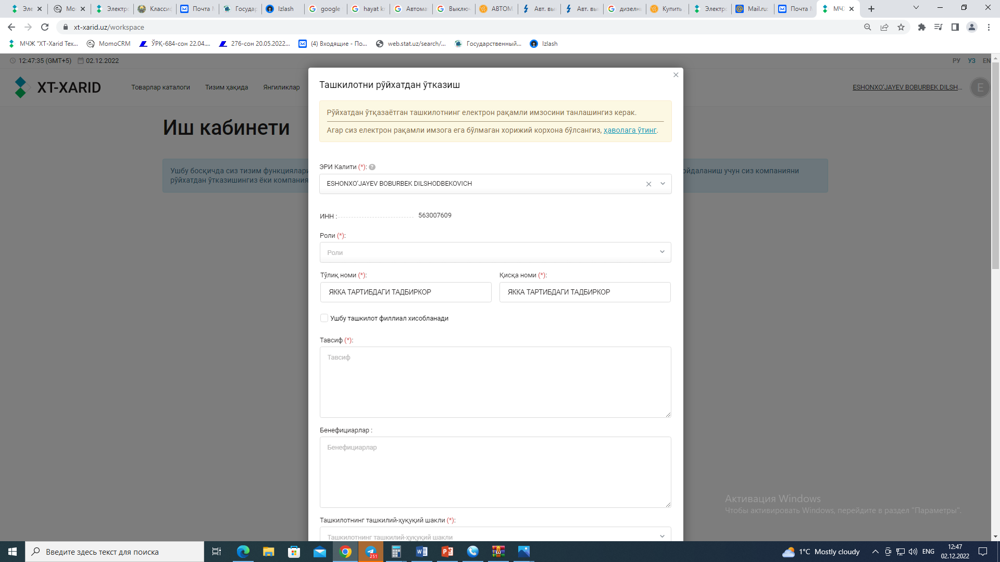 Эле
Mo
Электро
Классис
Почта М
Государ
Izlash
google
hayat k
Автома
Выключ
АВТОМ
Авт. вы
Авт. вы
дизелн
Купить
Электро
Mail.ru:
Почта М
МЧЖ
xt-xarid.uz/workspace
МЧЖ "XT-Xarid Tex...
MomoCRM
ЎРҚ-684-сон 22.04....
276-сон 20.05.2022...
(4) Входящие - По...
web.stat.uz/search/...
Государственный...
Izlash
12:47:35 (GMT+5)
02.12.2022
РУ УЗ EN
XT-XARID
Товарлар каталоги
Тизим ҳақида
Янгиликлар
ESHONXO‘JAYEV BOBURBEK DILSH...
E
Иш кабинети
Ушбу босқичда сиз тизим функциялари
ойдаланиш учун сиз компанияни
рўйхатдан ўтказишингиз ёки компания
Ташкилотни рўйхатдан ўтказиш
Рўйхатдан ўтқазаётган ташкилотнинг електрон рақамли имзосини танлашингиз керак.
Агар сиз електрон рақамли имзога ега бўлмаган хорижий корхона бўлсангиз, ҳаволага ўтинг.
ЭРИ Калити (*):
ESHONXO‘JAYEV BOBURBEK DILSHODBEKOVICH
ИНН :
563007609
Роли (*):
Роли
Тўлиқ номи (*):
Қисқа номи (*):
ЯККА ТАРТИБДАГИ ТАДБИРКОР
ЯККА ТАРТИБДАГИ ТАДБИРКОР
Ушбу ташкилот филлиал хисобланади
Тавсиф (*):
Тавсиф
Бенефициарлар :
Бенефициарлар
Ташкилотнинг ташкилий-ҳуқуқий шакли (*):
Ташкилотнинг ташкилий-ҳуқуқий шакли
Активация Windows
Чтобы активировать Windows, перейдите в раздел "Параметры".
Введите здесь текст для поиска
251
1°C Mostly cloudy
ENG
12:47
02.12.2022